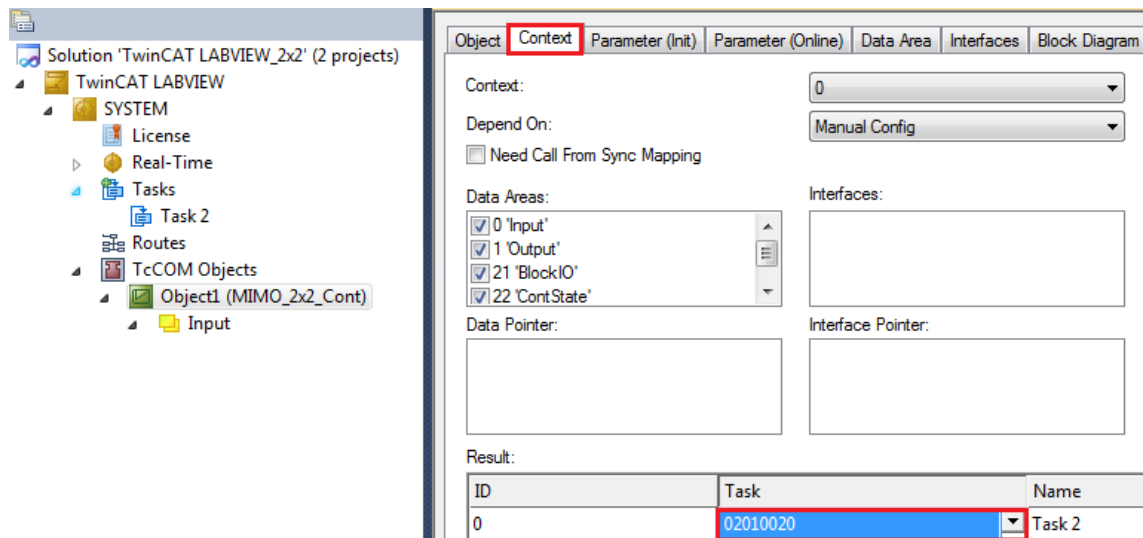 Solution 'TwinCAT LABVIEW_2x2' (2 projects)
TwinCAT LABVIEW
SYSTEM
License
Real-Time
Tasks
Task 2
Routes
TcCOM Objects
Object1 (MIMO_2x2_Cont)
Input
Object Context Parameter (Init) Parameter (Online) Data Area Interfaces Block Diagram
Context: 0
Depend On: Manual Config
Need Call From Sync Mapping
Data Areas: Interfaces:
0 'Input'
1 'Output'
21 'BlockIO'
22 'ContState'
Data Pointer: Interface Pointer:
Result:
ID Task Name
0 02010020 Task 2